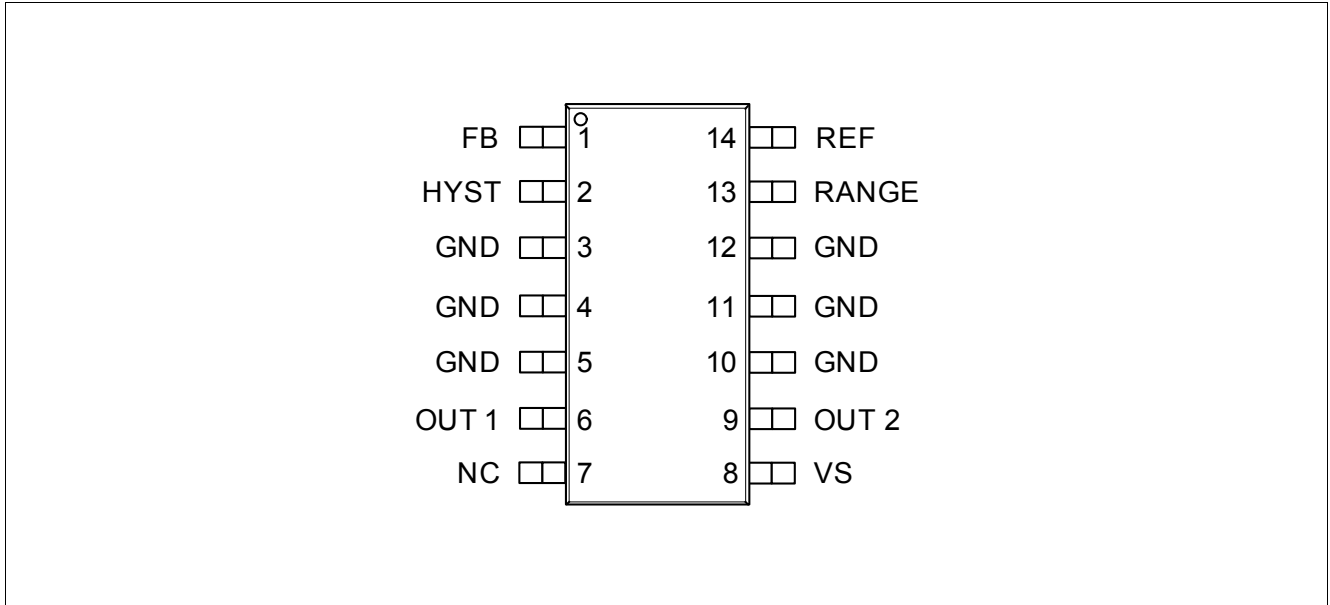 FB 1 14 REF
HYST 2 13 RANGE
GND 3 12 GND
GND 4 11 GND
GND 5 10 GND
OUT 1 6 9 OUT 2
NC 7 8 VS